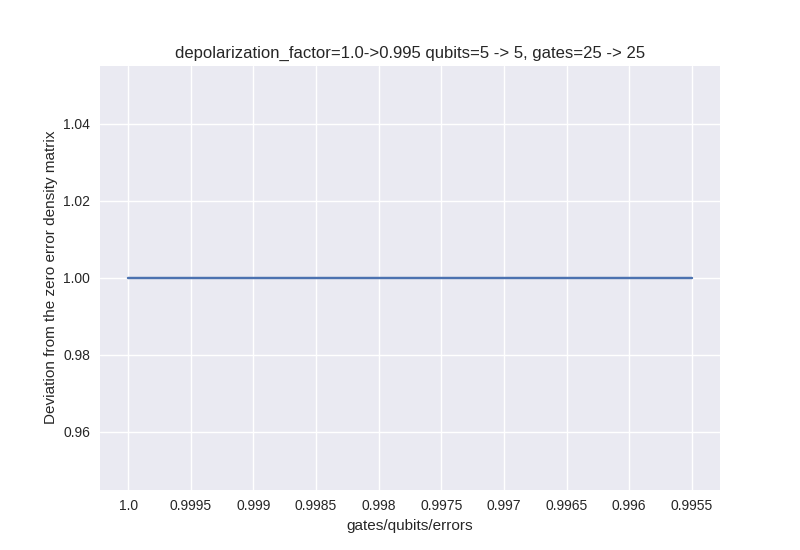 depolarization_factor=1.0->0.995 qubits=5 -> 5, gates=25 -> 25
Deviation from the zero error density matrix
1.04
1.02
1.00
0.98
0.96
1.0 0.9995 0.999 0.9985 0.998 0.9975 0.997 0.9965 0.996 0.9955
gates/qubits/errors